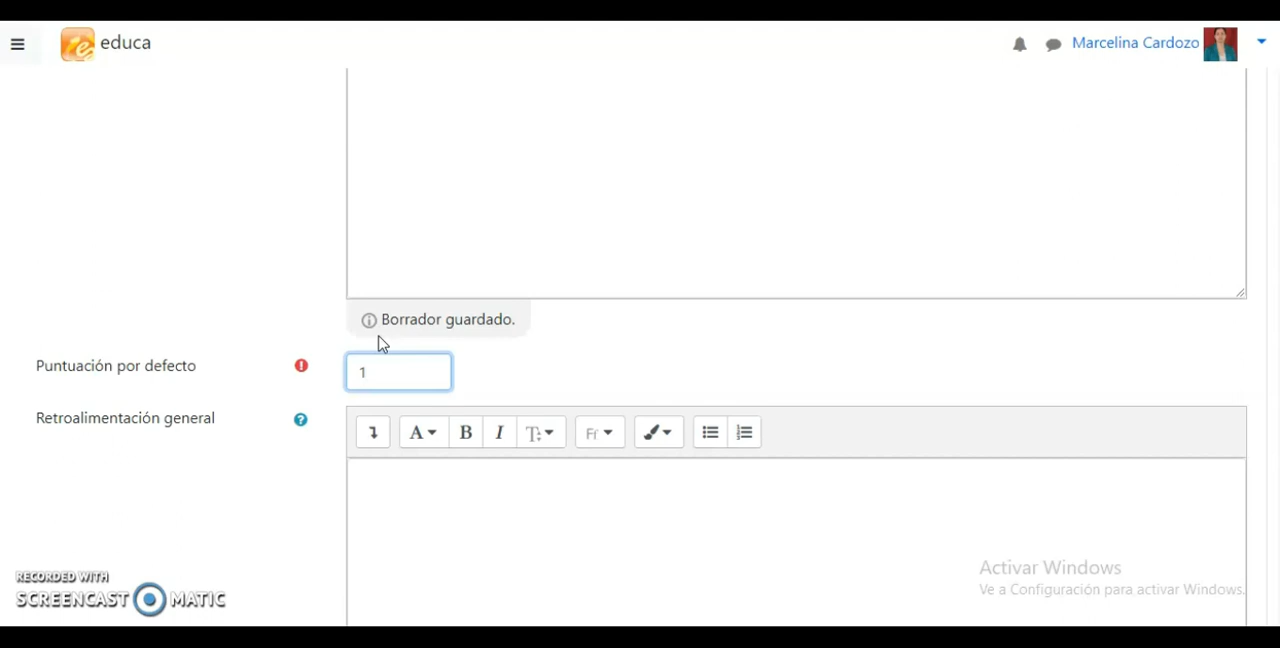 educa
Marcelina Cardozo
Borrador guardado.
Puntuación por defecto
1
Retroalimentación general
A B I
Activar Windows
Ve a Configuración para activar Windows.
RECORDED WITH
SCREENCAST MATIC